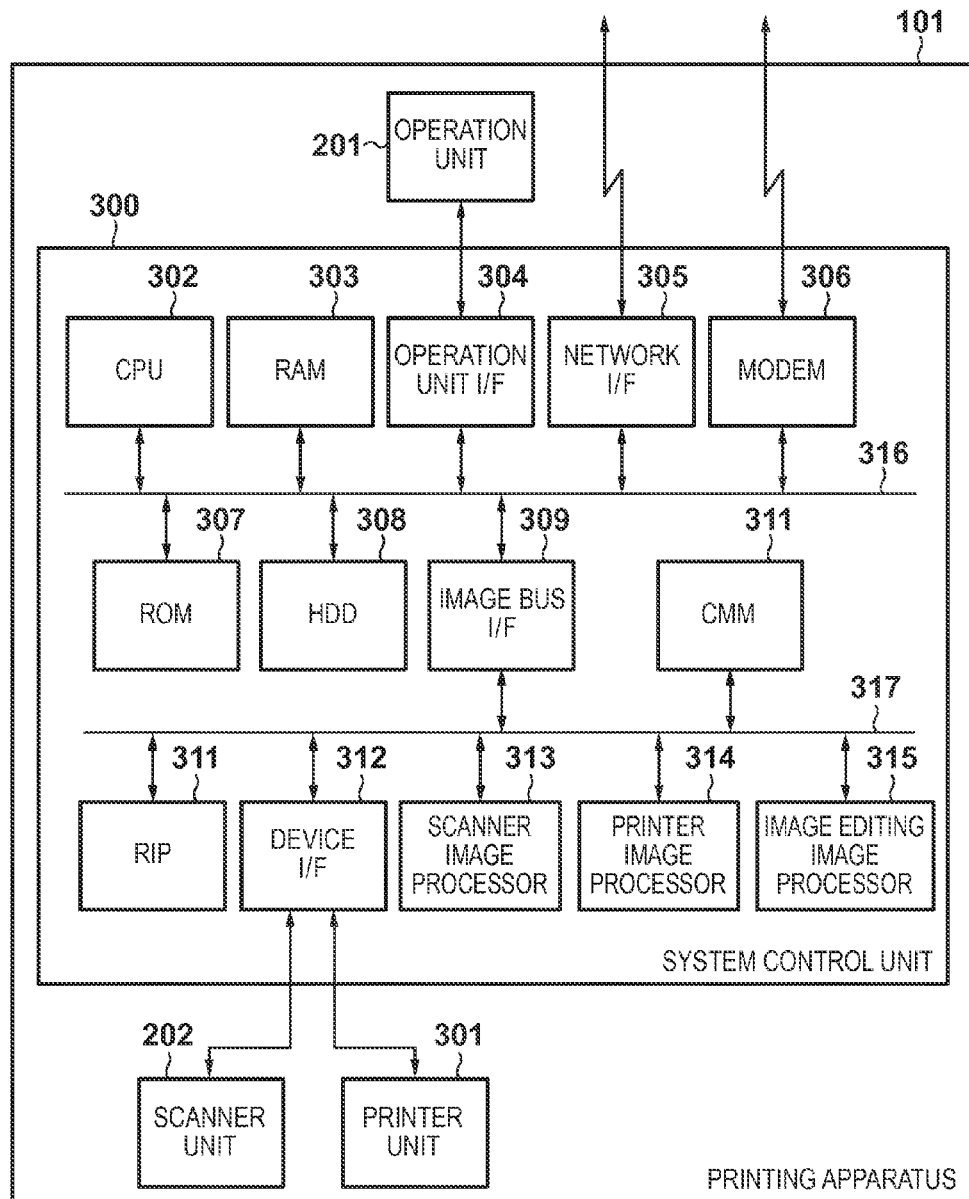 101
OPERATION
UNIT
201
300
302
303
304
305
306
CPU
RAM
OPERATION
UNIT I/F
NETWORK
I/F
MODEM
316
307
308
309
311
ROM
HDD
IMAGE BUS
I/F
CMM
317
311
312
313
314
315
RIP
DEVICE
I/F
SCANNER
IMAGE
PROCESSOR
PRINTER
IMAGE
PROCESSOR
IMAGE EDITING
IMAGE
PROCESSOR
SYSTEM CONTROL UNIT
202
301
SCANNER
UNIT
PRINTER
UNIT
PRINTING APPARATUS